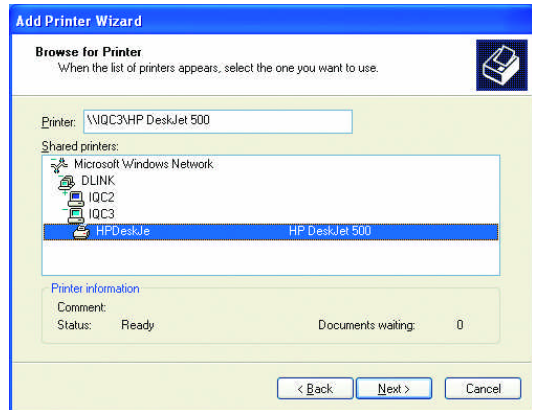 Add Printer Wizard
Browse for Printer
When the list of printers appears, select the one you want to use.
Printer: \\IQC3\HP DeskJet 500
Shared printers:
Microsoft Windows Network
DLINK
IQC2
IQC3
HPDeskJe HP DeskJet 500
Printer information
Comment:
Status: Ready Documents waiting: 0
< Back Next > Cancel